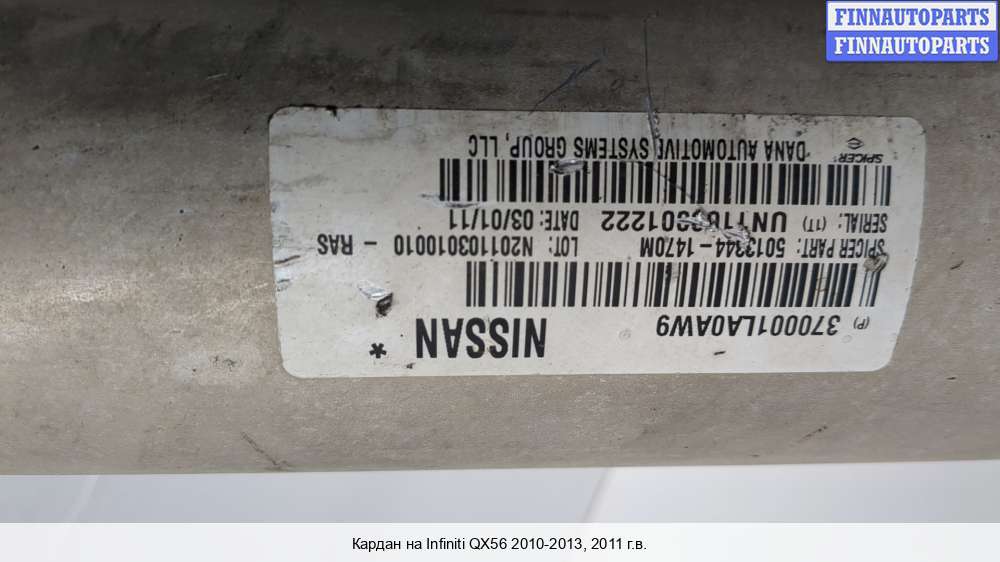 FINNAUTOPARTS
FINNAUTOPARTS
(P) 370001LA0AW9 NISSAN *
SPICER PART: 5013344-1470M LOT: N2011103010010 - RAS
SERIAL: (1T) DATE: 03/01/11
SPICER DANA AUTOMOTIVE SYSTEMS GROUP, LLC
Кардан на Infiniti QX56 2010-2013, 2011 г.в.